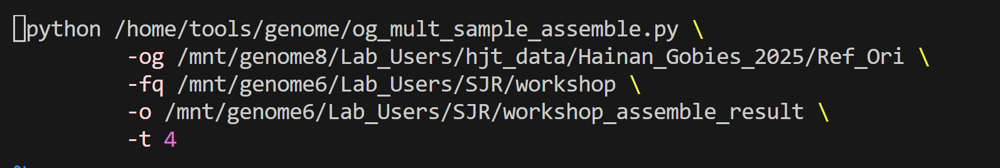 python /home/tools/genome/og_mult_sample_assemble.py \
-og /mnt/genome8/Lab_Users/hjt_data/Hainan_Gobies_2025/Ref_Ori \
-fq /mnt/genome6/Lab_Users/SJR/workshop \
-o /mnt/genome6/Lab_Users/SJR/workshop_assemble_result \
-t 4